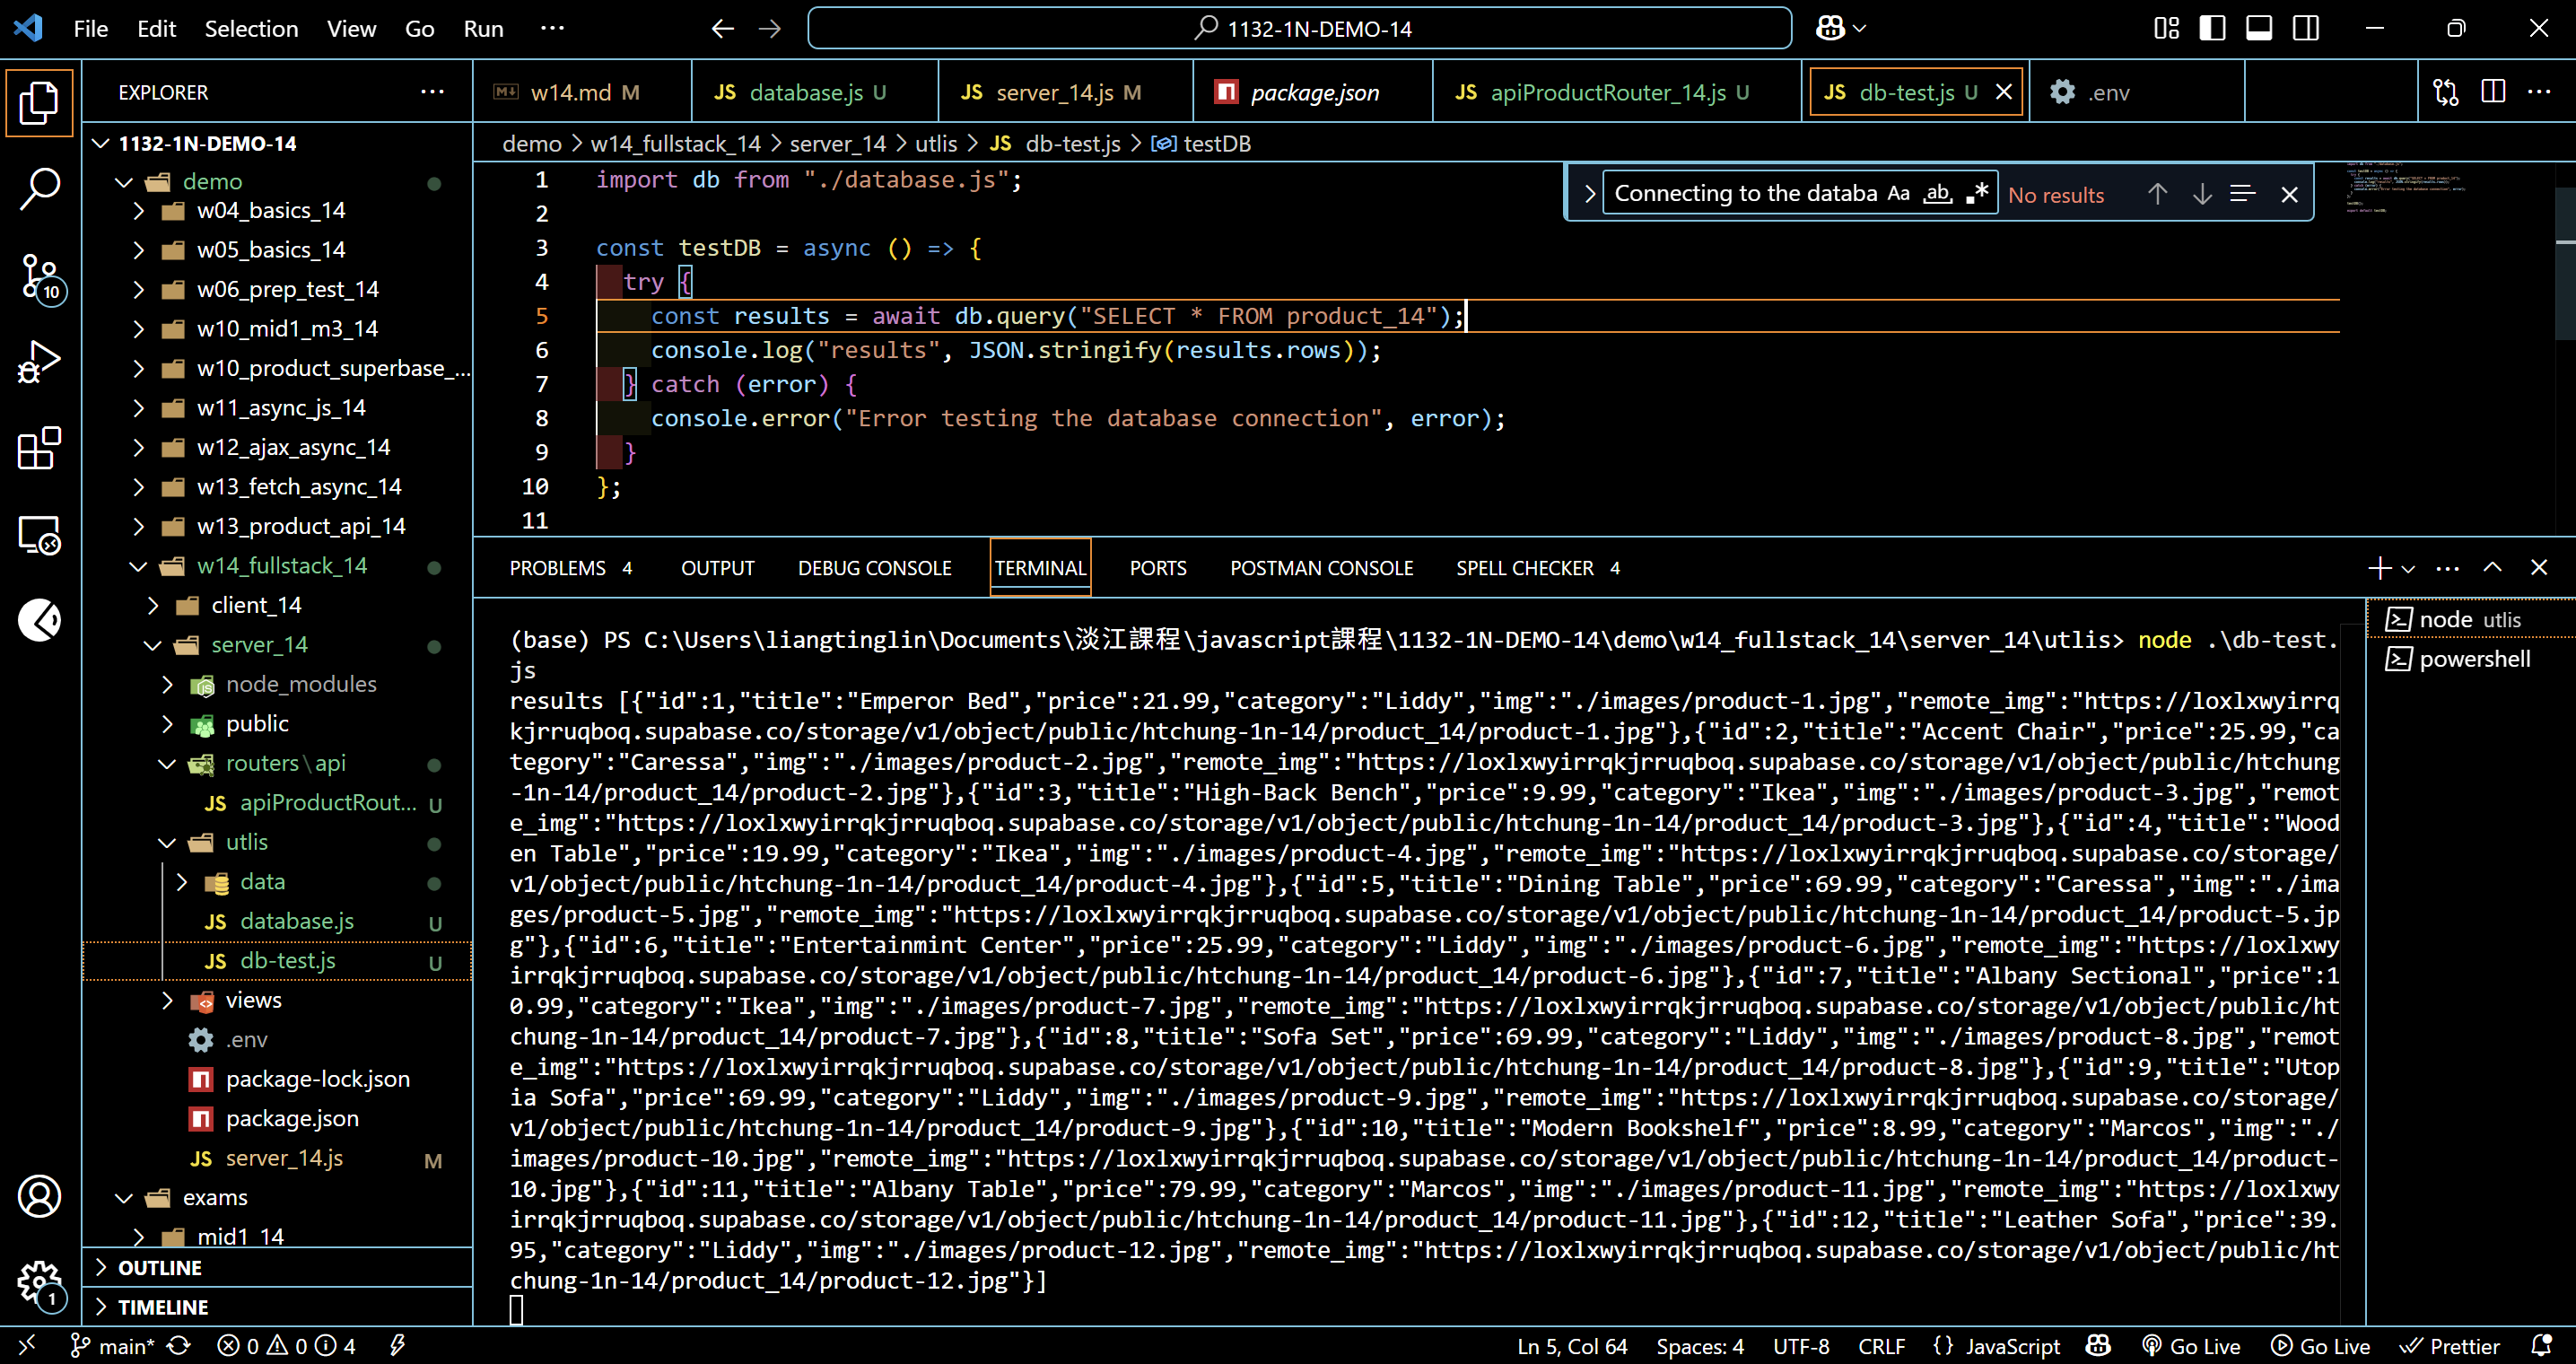 File Edit Selection View Go Run ··· 1132-1N-DEMO-14
EXPLORER ···
w14.md M database.js U server_14.js M package.json apiProductRouter_14.js U db-test.js U .env
demo > w14_fullstack_14 > server_14 > utlis > JS db-test.js > testDB
Connecting to the databa Aa ab .* No results
1 import db from "./database.js";
2
3 const testDB = async () => {
4 try {
5 const results = await db.query("SELECT * FROM product_14");
6 console.log("results", JSON.stringify(results.rows));
7 } catch (error) {
8 console.error("Error testing the database connection", error);
9 }
10 };
11
1132-1N-DEMO-14
demo
w04_basics_14
w05_basics_14
w06_prep_test_14
w10_mid1_m3_14
w10_product_superbase_...
w11_async_js_14
w12_ajax_async_14
w13_fetch_async_14
w13_product_api_14
w14_fullstack_14
client_14
server_14
node_modules
public
routers\api
JS apiProductRout... U
utlis
data
JS database.js U
JS db-test.js U
views
.env
package-lock.json
package.json
JS server_14.js M
exams
mid1_14
OUTLINE
TIMELINE
10
1
PROBLEMS 4 OUTPUT DEBUG CONSOLE TERMINAL PORTS POSTMAN CONSOLE SPELL CHECKER 4
node utlis
powershell
(base) PS C:\Users\liangtinglin\Documents\淡江課程\javascript課程\1132-1N-DEMO-14\demo\w14_fullstack_14\server_14\utlis> node .\db-test.
js
results [{"id":1,"title":"Emperor Bed","price":21.99,"category":"Liddy","img":"./images/product-1.jpg","remote_img":"https://loxlxwyirrq
kjrruqboq.supabase.co/storage/v1/object/public/htchung-1n-14/product_14/product-1.jpg"},{"id":2,"title":"Accent Chair","price":25.99,"ca
tegory":"Caressa","img":"./images/product-2.jpg","remote_img":"https://loxlxwyirrqkjrruqboq.supabase.co/storage/v1/object/public/htchung
-1n-14/product_14/product-2.jpg"},{"id":3,"title":"High-Back Bench","price":9.99,"category":"Ikea","img":"./images/product-3.jpg","remot
e_img":"https://loxlxwyirrqkjrruqboq.supabase.co/storage/v1/object/public/htchung-1n-14/product_14/product-3.jpg"},{"id":4,"title":"Wood
en Table","price":19.99,"category":"Ikea","img":"./images/product-4.jpg","remote_img":"https://loxlxwyirrqkjrruqboq.supabase.co/storage/
v1/object/public/htchung-1n-14/product_14/product-4.jpg"},{"id":5,"title":"Dining Table","price":69.99,"category":"Caressa","img":"./ima
ges/product-5.jpg","remote_img":"https://loxlxwyirrqkjrruqboq.supabase.co/storage/v1/object/public/htchung-1n-14/product_14/product-5.jp
g"},{"id":6,"title":"Entertainmint Center","price":25.99,"category":"Liddy","img":"./images/product-6.jpg","remote_img":"https://loxlxwy
irrqkjrruqboq.supabase.co/storage/v1/object/public/htchung-1n-14/product_14/product-6.jpg"},{"id":7,"title":"Albany Sectional","price":1
0.99,"category":"Ikea","img":"./images/product-7.jpg","remote_img":"https://loxlxwyirrqkjrruqboq.supabase.co/storage/v1/object/public/ht
chung-1n-14/product_14/product-7.jpg"},{"id":8,"title":"Sofa Set","price":69.99,"category":"Liddy","img":"./images/product-8.jpg","remot
e_img":"https://loxlxwyirrqkjrruqboq.supabase.co/storage/v1/object/public/htchung-1n-14/product_14/product-8.jpg"},{"id":9,"title":"Utop
ia Sofa","price":69.99,"category":"Liddy","img":"./images/product-9.jpg","remote_img":"https://loxlxwyirrqkjrruqboq.supabase.co/storage/
v1/object/public/htchung-1n-14/product_14/product-9.jpg"},{"id":10,"title":"Modern Bookshelf","price":8.99,"category":"Marcos","img":"./
images/product-10.jpg","remote_img":"https://loxlxwyirrqkjrruqboq.supabase.co/storage/v1/object/public/htchung-1n-14/product_14/product-
10.jpg"},{"id":11,"title":"Albany Table","price":79.99,"category":"Marcos","img":"./images/product-11.jpg","remote_img":"https://loxlxwy
irrqkjrruqboq.supabase.co/storage/v1/object/public/htchung-1n-14/product_14/product-11.jpg"},{"id":12,"title":"Leather Sofa","price":39.
95,"category":"Liddy","img":"./images/product-12.jpg","remote_img":"https://loxlxwyirrqkjrruqboq.supabase.co/storage/v1/object/public/ht
chung-1n-14/product_14/product-12.jpg"}]
main* 0 0 4 Ln 5, Col 64 Spaces: 4 UTF-8 CRLF {} JavaScript Go Live Go Live Prettier